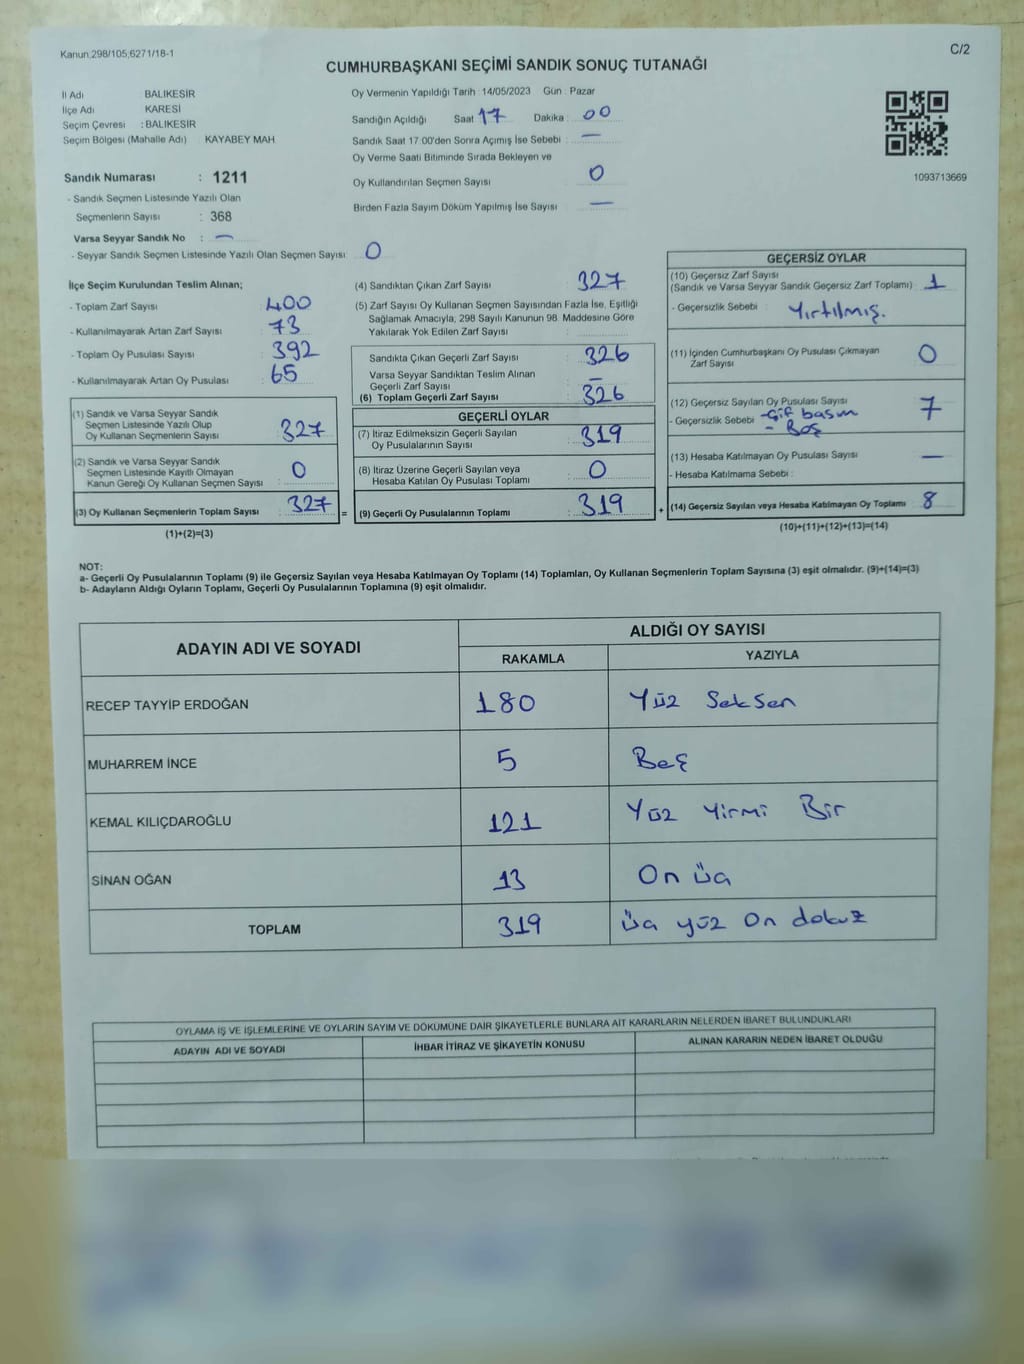 Kanun.298/105;6271/18-1
C/2
CUMHURBAŞKANI SEÇİMİ SANDIK SONUÇ TUTANAĞI
İl Adı BALIKESİR
İlçe Adı KARESİ
Seçim Çevresi : BALIKESİR
Seçim Bölgesi (Mahalle Adı) KAYABEY MAH
Sandık Numarası : 1211
- Sandık Seçmen Listesinde Yazılı Olan
Seçmenlerin Sayısı : 368
Varsa Seyyar Sandık No : —
- Seyyar Sandık Seçmen Listesinde Yazılı Olan Seçmen Sayısı: 0
Oy Vermenin Yapıldığı Tarih : 14/05/2023 Gün : Pazar
Sandığın Açıldığı Saat : 17 Dakika : 00
Sandık Saat 17:00'den Sonra Açımış İse Sebebi : —
Oy Verme Saati Bitiminde Sırada Bekleyen ve
Oy Kullandırılan Seçmen Sayısı 0
Birden Fazla Sayım Döküm Yapılmış İse Sayısı —
1093713669
İlçe Seçim Kurulundan Teslim Alınan;
- Toplam Zarf Sayısı : 400
- Kullanılmayarak Artan Zarf Sayısı : 73
- Toplam Oy Pusulası Sayısı : 392
- Kullanılmayarak Artan Oy Pusulası : 65
(1) Sandık ve Varsa Seyyar Sandık
Seçmen Listesinde Yazılı Olup
Oy Kullanan Seçmenlerin Sayısı : 327
(2) Sandık ve Varsa Seyyar Sandık
Seçmen Listesinde Kayıtlı Olmayan
Kanun Gereği Oy Kullanan Seçmen Sayısı : 0
(3) Oy Kullanan Seçmenlerin Toplam Sayısı : 327 =
(1)+(2)=(3)
(4) Sandıktan Çıkan Zarf Sayısı : 327
(5) Zarf Sayısı Oy Kullanan Seçmen Sayısından Fazla İse, Eşitliği
Sağlamak Amacıyla, 298 Sayılı Kanunun 98. Maddesine Göre
Yakılarak Yok Edilen Zarf Sayısı :
Sandıkta Çıkan Geçerli Zarf Sayısı : 326
Varsa Seyyar Sandıktan Teslim Alınan
Geçerli Zarf Sayısı : —
(6) Toplam Geçerli Zarf Sayısı : 326
GEÇERLİ OYLAR
(7) İtiraz Edilmeksizin Geçerli Sayılan
Oy Pusulalarının Sayısı : 319
(8) İtiraz Üzerine Geçerli Sayılan veya
Hesaba Katılan Oy Pusulası Toplamı : 0
(9) Geçerli Oy Pusulalarının Toplamı : 319 +
GEÇERSİZ OYLAR
(10) Geçersiz Zarf Sayısı
(Sandık ve Varsa Seyyar Sandık Geçersiz Zarf Toplamı) : 1
- Geçersizlik Sebebi : Yırtılmış.
(11) İçinden Cumhurbaşkanı Oy Pusulası Çıkmayan
Zarf Sayısı 0
(12) Geçersiz Sayılan Oy Pusulası Sayısı 7
- Geçersizlik Sebebi - Çif basım
- Boş
(13) Hesaba Katılmayan Oy Pusulası Sayısı —
- Hesaba Katılmama Sebebi :
(14) Geçersiz Sayılan veya Hesaba Katılmayan Oy Toplamı : 8
(10)+(11)+(12)+(13)=(14)
NOT:
a- Geçerli Oy Pusulalarının Toplamı (9) ile Geçersiz Sayılan veya Hesaba Katılmayan Oy Toplamı (14) Toplamları, Oy Kullanan Seçmenlerin Toplam Sayısına (3) eşit olmalıdır. (9)+(14)=(3)
b- Adayların Aldığı Oyların Toplamı, Geçerli Oy Pusulalarının Toplamına (9) eşit olmalıdır.
ADAYIN ADI VE SOYADI ALDIĞI OY SAYISI
RAKAMLA YAZIYLA
RECEP TAYYİP ERDOĞAN 180 Yüz Seksen
MUHARREM İNCE 5 Beş
KEMAL KILIÇDAROĞLU 121 Yüz Yirmi Bir
SİNAN OĞAN 13 On üç
TOPLAM 319 üç yüz On dokuz
OYLAMA İŞ VE İŞLEMLERİNE VE OYLARIN SAYIM VE DÖKÜMÜNE DAİR ŞİKAYETLERLE BUNLARA AİT KARARLARIN NELERDEN İBARET BULUNDUKLARI
ADAYIN ADI VE SOYADI İHBAR İTİRAZ VE ŞİKAYETİN KONUSU ALINAN KARARIN NEDEN İBARET OLDUĞU